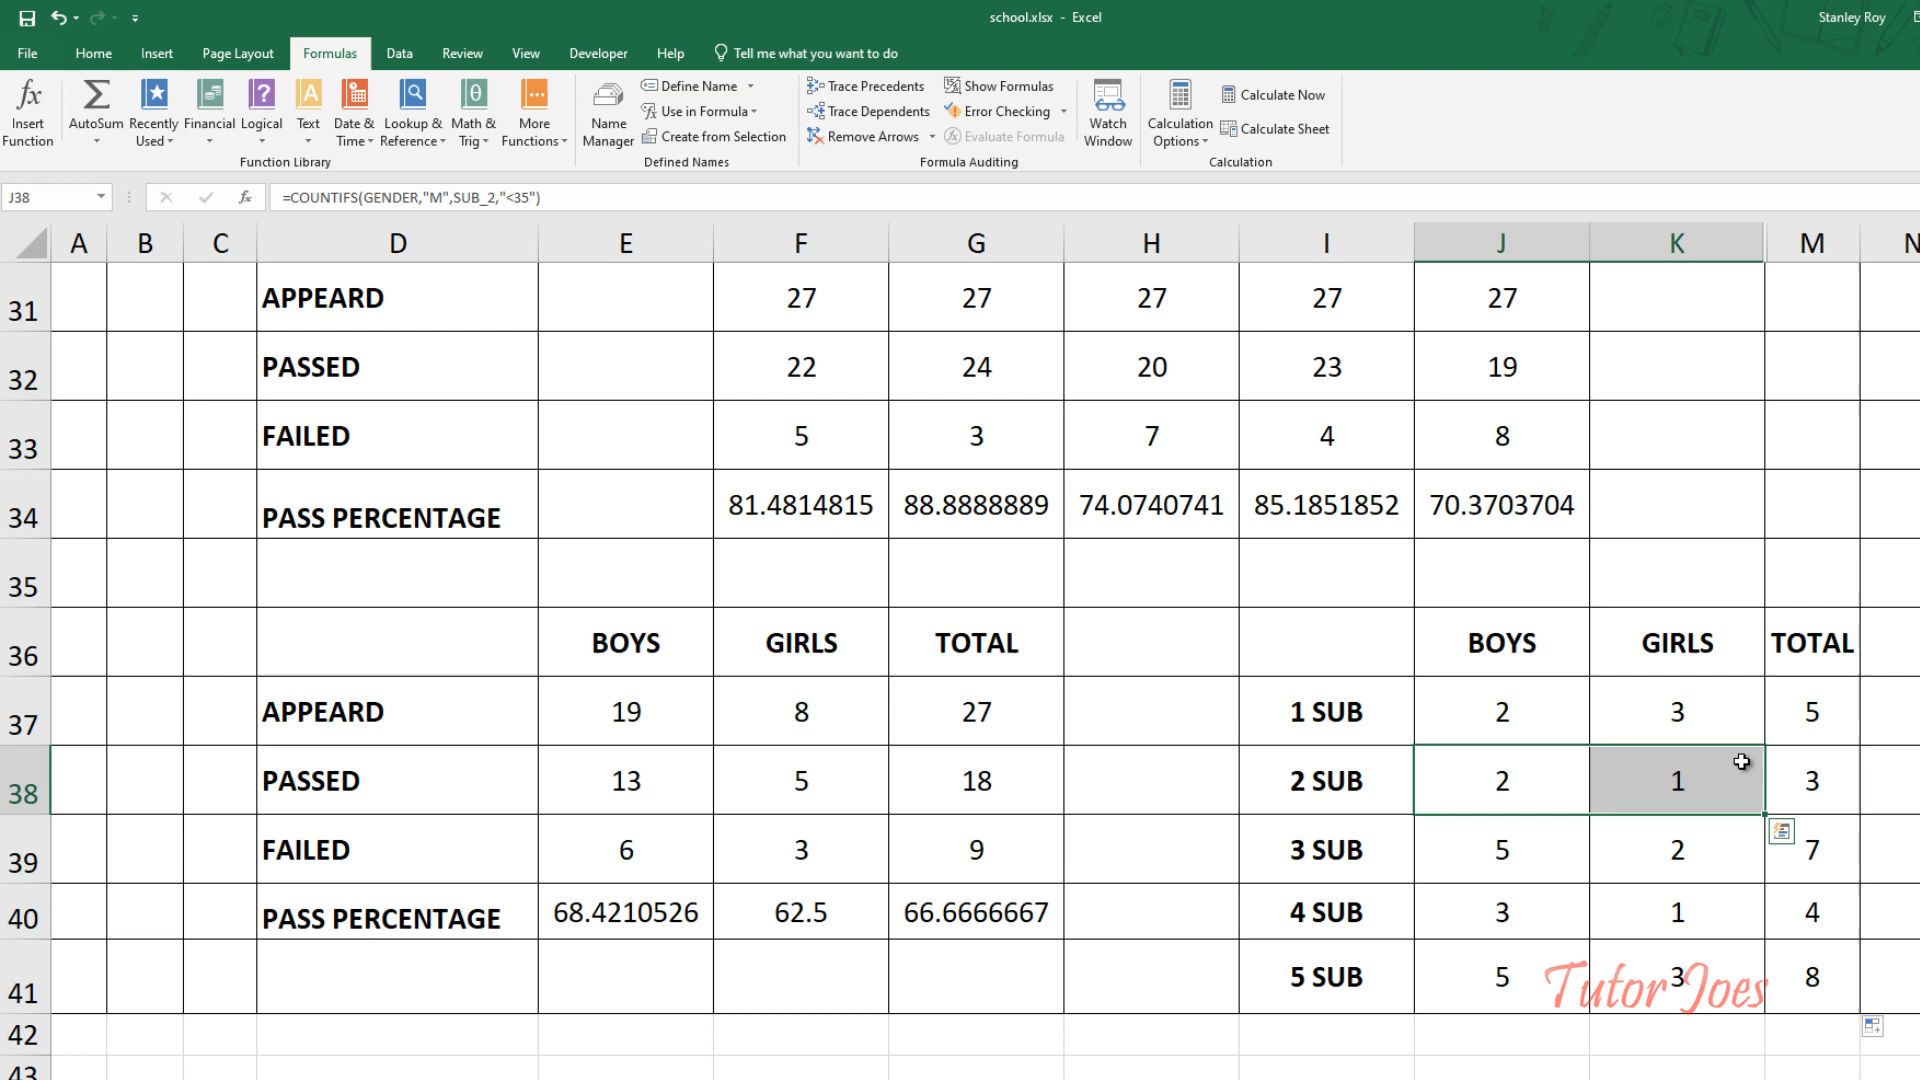 school.xlsx - Excel
Stanley Roy
File Home Insert Page Layout Formulas Data Review View Developer Help Tell me what you want to do
Insert Function
AutoSum
Recently Used
Financial
Logical
Text
Date & Time
Lookup & Reference
Math & Trig
More Functions
Function Library
Name Manager
Define Name
Use in Formula
Create from Selection
Defined Names
Trace Precedents
Trace Dependents
Remove Arrows
Show Formulas
Error Checking
Evaluate Formula
Formula Auditing
Watch Window
Calculation Options
Calculate Now
Calculate Sheet
Calculation
J38 fx =COUNTIFS(GENDER,"M",SUB_2,"<35")
A B C D E F G H I J K M N
31 APPEARD 27 27 27 27 27
32 PASSED 22 24 20 23 19
33 FAILED 5 3 7 4 8
34 PASS PERCENTAGE 81.4814815 88.8888889 74.0740741 85.1851852 70.3703704
35
36 BOYS GIRLS TOTAL BOYS GIRLS TOTAL
37 APPEARD 19 8 27 1 SUB 2 3 5
38 PASSED 13 5 18 2 SUB 2 1 3
39 FAILED 6 3 9 3 SUB 5 2 7
40 PASS PERCENTAGE 68.4210526 62.5 66.6666667 4 SUB 3 1 4
41 5 SUB 5 3 8
Tutor Joes
42
43